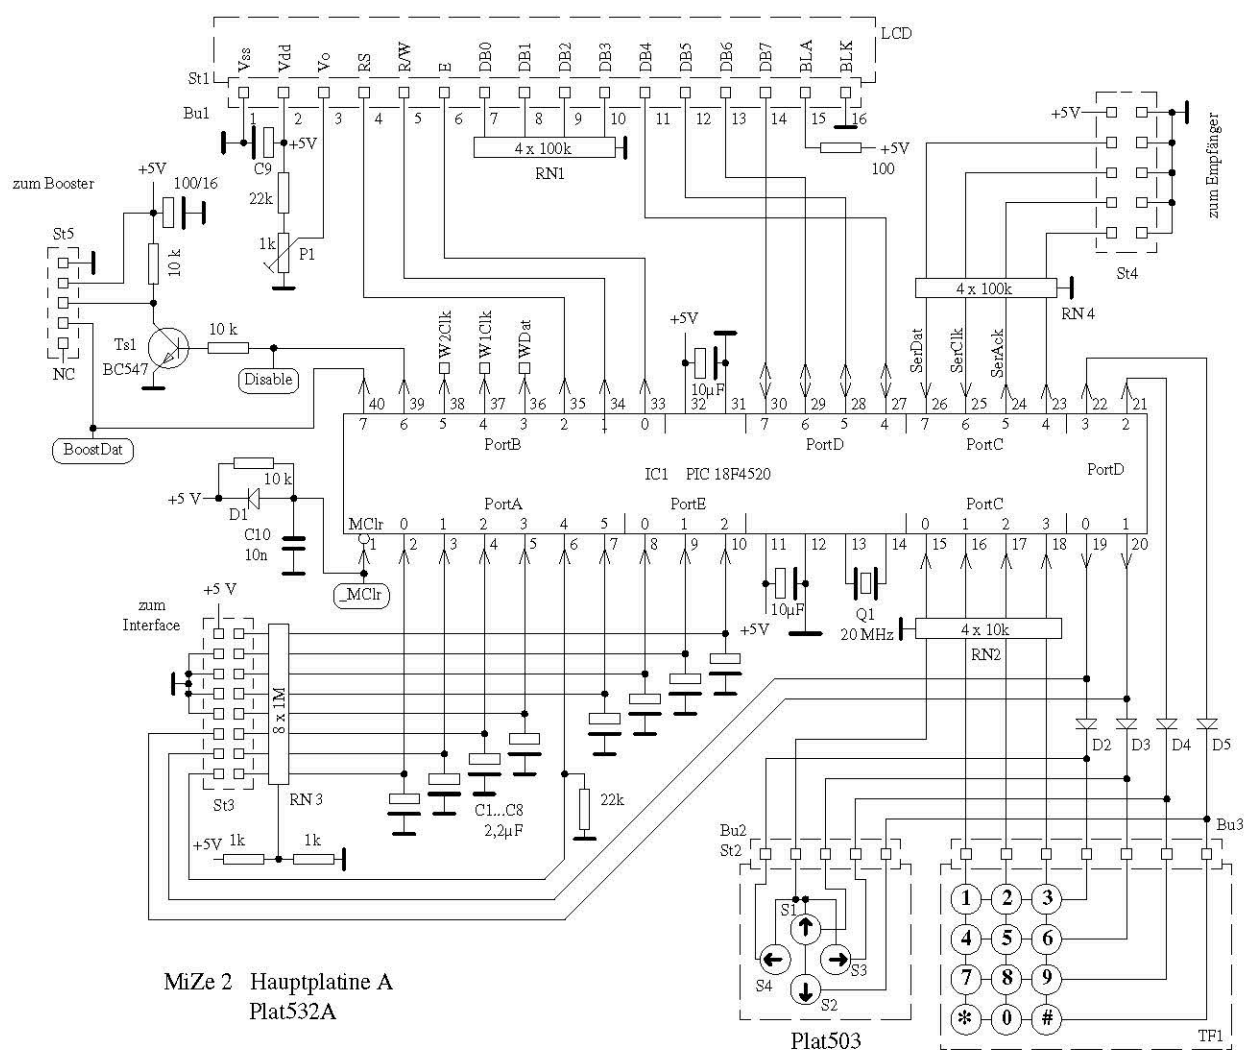 LCD
Vss Vdd Vo RS R/W E DB0 DB1 DB2 DB3 DB4 DB5 DB6 DB7 BLA BLK
St1
Bu1 1 2 3 4 5 6 7 8 9 10 11 12 13 14 15 16
+5V
C9
4 x 100k
RN1
+5V
100
+5V
zum Empfänger
St4
zum Booster
+5V
100/16
22k
St5
10 k
1k
P1
4 x 100k
RN4
Ts1
BC547
10 k
NC
Disable
W2Clk
W1Clk
WDat
+5V
10µF
SerDat
SerClk
SerAck
BoostDat
40 39 38 37 36 35 34 33 32 31 30 29 28 27 26 25 24 23 22 21
7 6 5 4 3 2 1 0 7 6 5 4 7 6 5 4 3 2
PortB PortD PortC PortD
IC1 PIC 18F4520
10 k
+5 V
D1
C10
10n
PortA PortE PortC
_MClr 0 1 2 3 4 5 0 1 2 0 1 2 3 0 1
1 2 3 4 5 6 7 8 9 10 11 12 13 14 15 16 17 18 19 20
_MClr
+5 V
zum
Interface
10µF
+5V
Q1
20 MHz
4 x 10k
RN2
8 x 1M
St3
RN3
D2 D3 D4 D5
C1...C8
2,2µF
22k
+5V 1k 1k
Bu2
St2
Bu3
S1
S3
S4
S2
1 2 3
4 5 6
7 8 9
* 0 #
TF1
MiZe 2 Hauptplatine A
Plat532A
Plat503